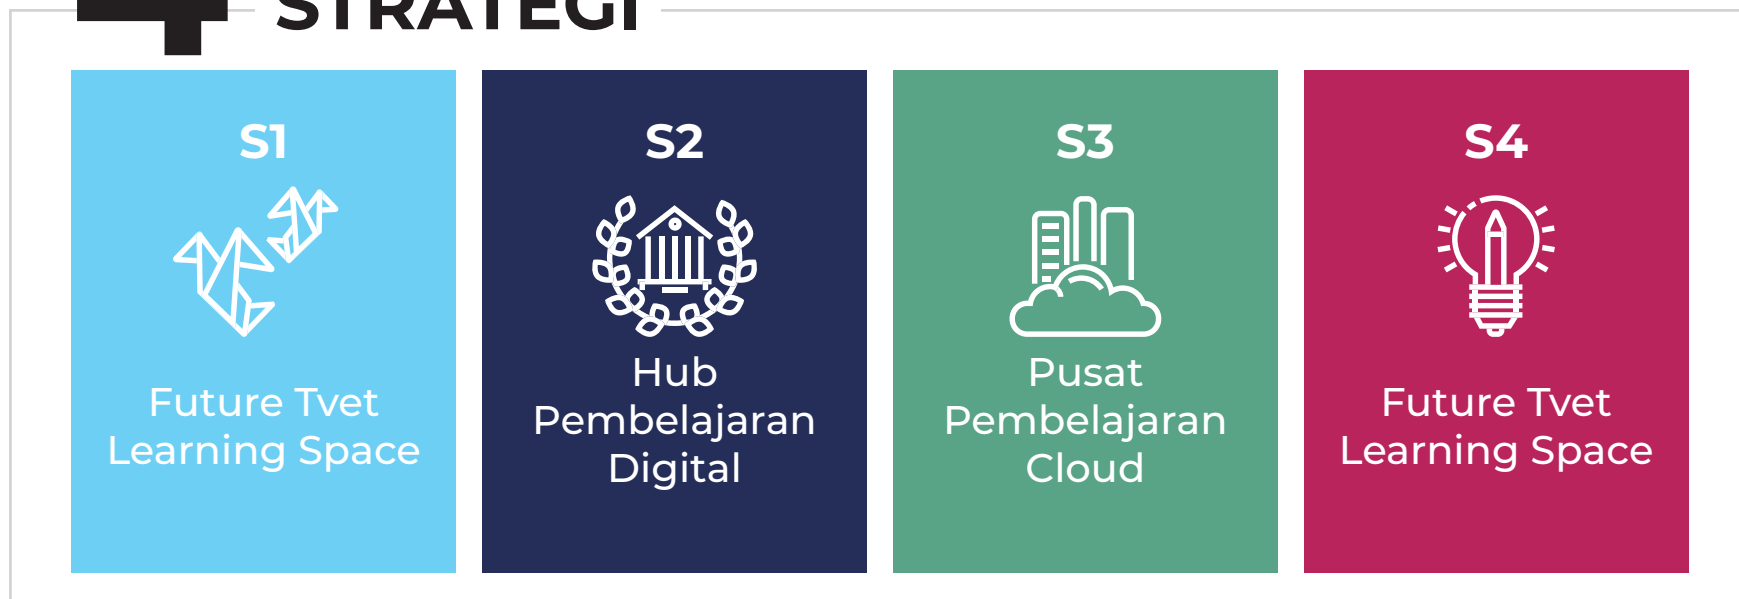 4 STRATEGI
S1
Future Tvet
Learning Space
S2
Hub
Pembelajaran
Digital
S3
Pusat
Pembelajaran
Cloud
S4
Future Tvet
Learning Space